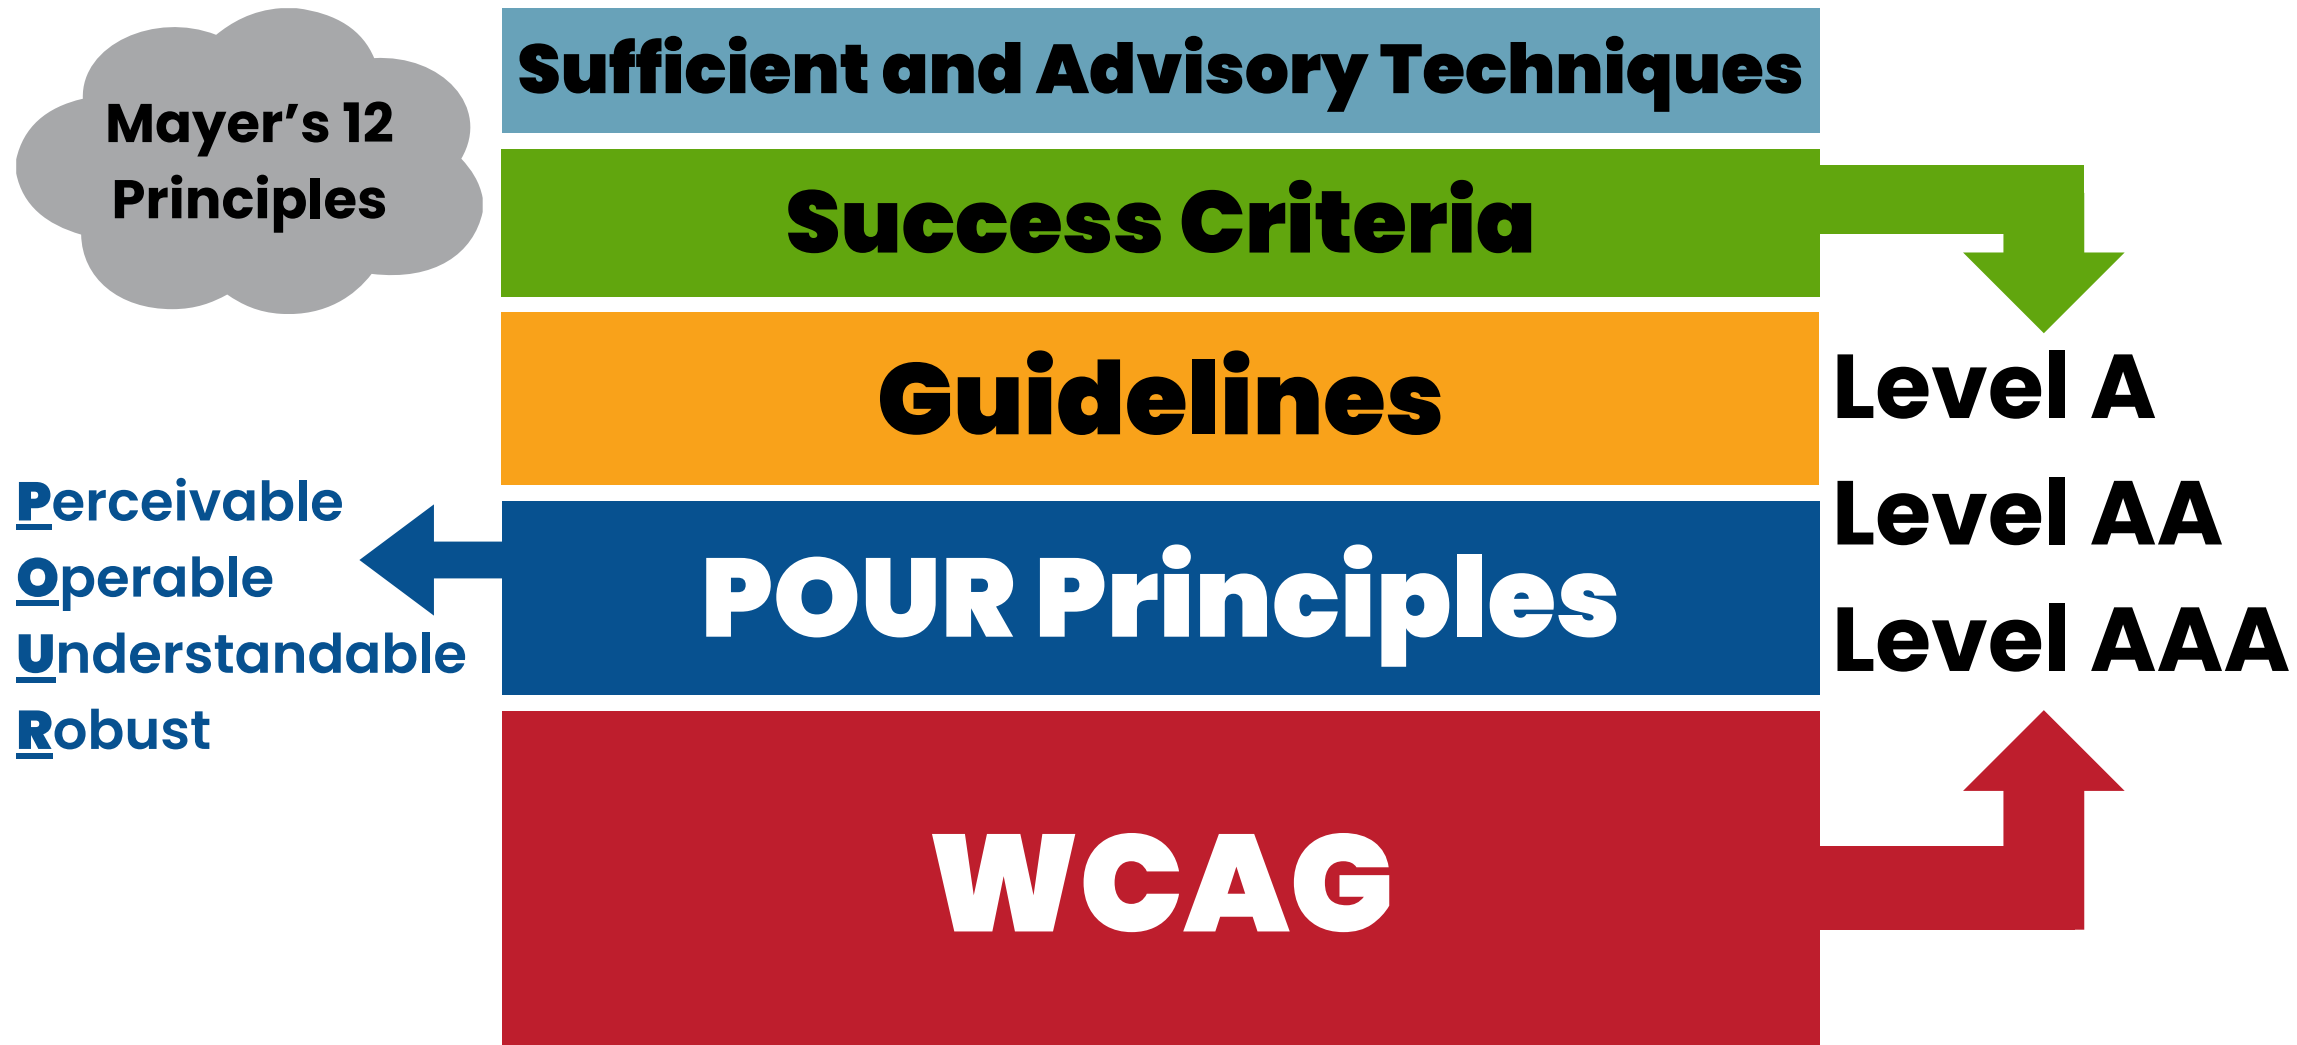 Mayer’s 12
Principles
Sufficient and Advisory Techniques
Success Criteria
Guidelines
POUR Principles
WCAG
Perceivable
Operable
Understandable
Robust
Level A
Level AA
Level AAA